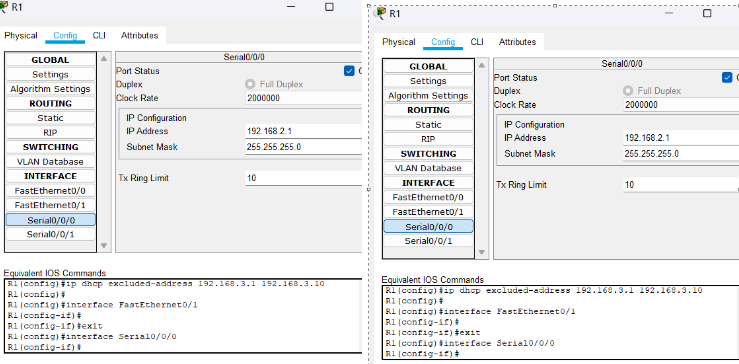 R1
Physical Config CLI Attributes
GLOBAL
Settings
Algorithm Settings
ROUTING
Static
RIP
SWITCHING
VLAN Database
INTERFACE
FastEthernet0/0
FastEthernet0/1
Serial0/0/0
Serial0/0/1
Serial0/0/0
Port Status
Duplex Full Duplex
Clock Rate 2000000
IP Configuration
IP Address 192.168.2.1
Subnet Mask 255.255.255.0
Tx Ring Limit 10
Equivalent IOS Commands
R1(config)#ip dhcp excluded-address 192.168.3.1 192.168.3.10
R1(config)#
R1(config)#interface FastEthernet0/1
R1(config-if)#
R1(config-if)#exit
R1(config)#interface Serial0/0/0
R1(config-if)#
R1
Physical Config CLI Attributes
GLOBAL
Settings
Algorithm Settings
ROUTING
Static
RIP
SWITCHING
VLAN Database
INTERFACE
FastEthernet0/0
FastEthernet0/1
Serial0/0/0
Serial0/0/1
Serial0/0/0
Port Status
Duplex Full Duplex
Clock Rate 2000000
IP Configuration
IP Address 192.168.2.1
Subnet Mask 255.255.255.0
Tx Ring Limit 10
Equivalent IOS Commands
R1(config)#ip dhcp excluded-address 192.168.3.1 192.168.3.10
R1(config)#
R1(config)#interface FastEthernet0/1
R1(config-if)#
R1(config-if)#exit
R1(config)#interface Serial0/0/0
R1(config-if)#